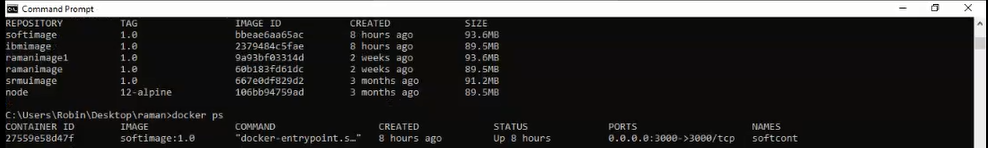 Command Prompt
REPOSITORY TAG IMAGE ID CREATED SIZE
softimage 1.0 bbeae6aa65ac 8 hours ago 93.6MB
ibmimage 1.0 2379484c5fae 8 hours ago 89.5MB
ramanimage1 1.0 9a93bf03314d 2 weeks ago 93.6MB
ramanimage 1.0 60b183fd61dc 2 weeks ago 89.5MB
srmuimage 1.0 667e0df829d2 3 months ago 91.2MB
node 12-alpine 106bb94759ad 3 months ago 89.5MB
C:\Users\Robin\Desktop\raman>docker ps
CONTAINER ID IMAGE COMMAND CREATED STATUS PORTS NAMES
27559e58d47f softimage:1.0 "docker-entrypoint.s…" 8 hours ago Up 8 hours 0.0.0.0:3000->3000/tcp softcont